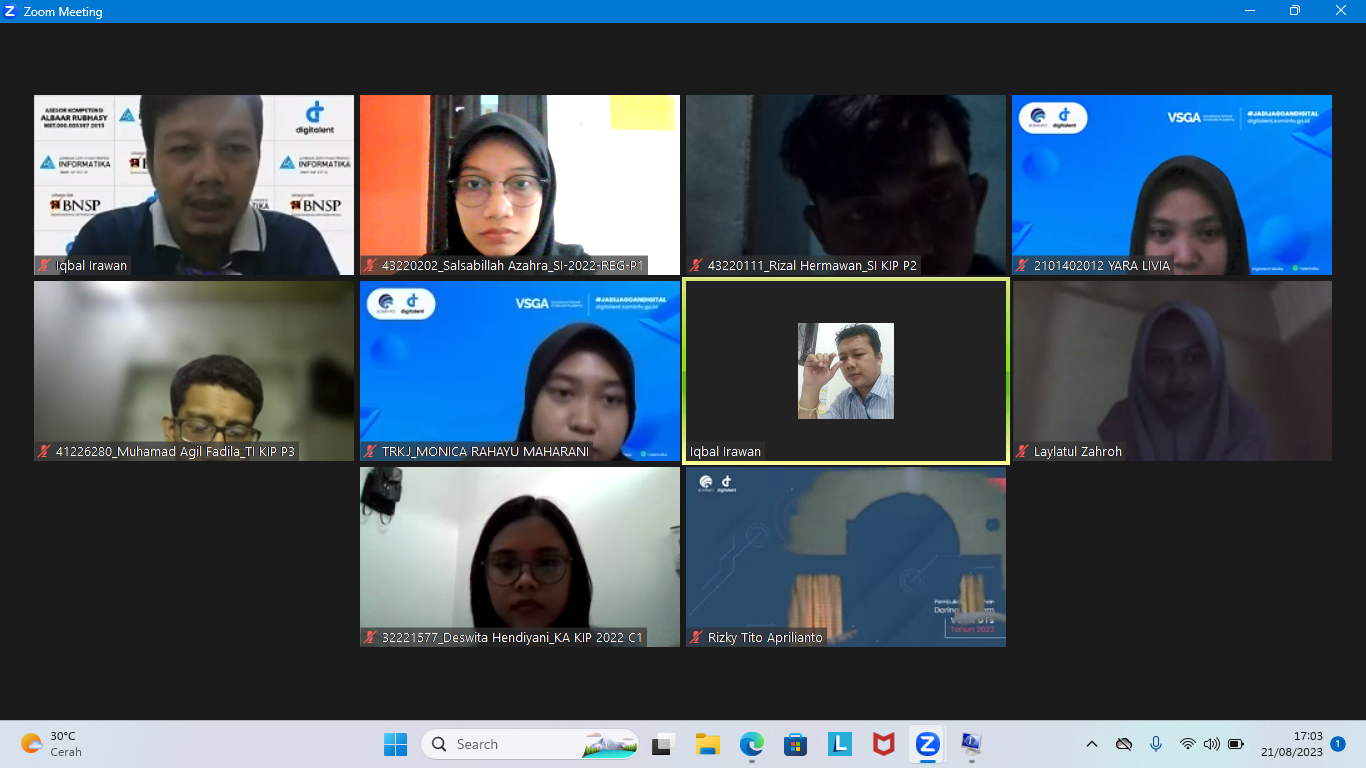 Zoom Meeting
ASESOR KOMPETENSI
ALBAAR RUBHASY
MET.000.005397 2015
digitalent
INFORMATIKA
INFORMATIKA
BNSP
BNSP
Iqbal Irawan
43220202_Salsabillah Azahra_SI-2022-REG-P1
43220111_Rizal Hermawan_SI KIP P2
KOMINFO
digitalent
VSGA
#JADIJAGOANDIGITAL
digitalent.kominfo.go.id
2101402012 YARA LIVIA
41226280_Muhamad Agil Fadila_TI KIP P3
KOMINFO
digitalent
VSGA
#JADIJAGOANDIGITAL
digitalent.kominfo.go.id
TRKJ_MONICA RAHAYU MAHARANI
Iqbal Irawan
Laylatul Zahroh
32221577_Deswita Hendiyani_KA KIP 2022 C1
KOMINFO
digitalent
Daring
Rizky Tito Aprilianto
30°C
Cerah
Search
17:03
21/08/2023
1